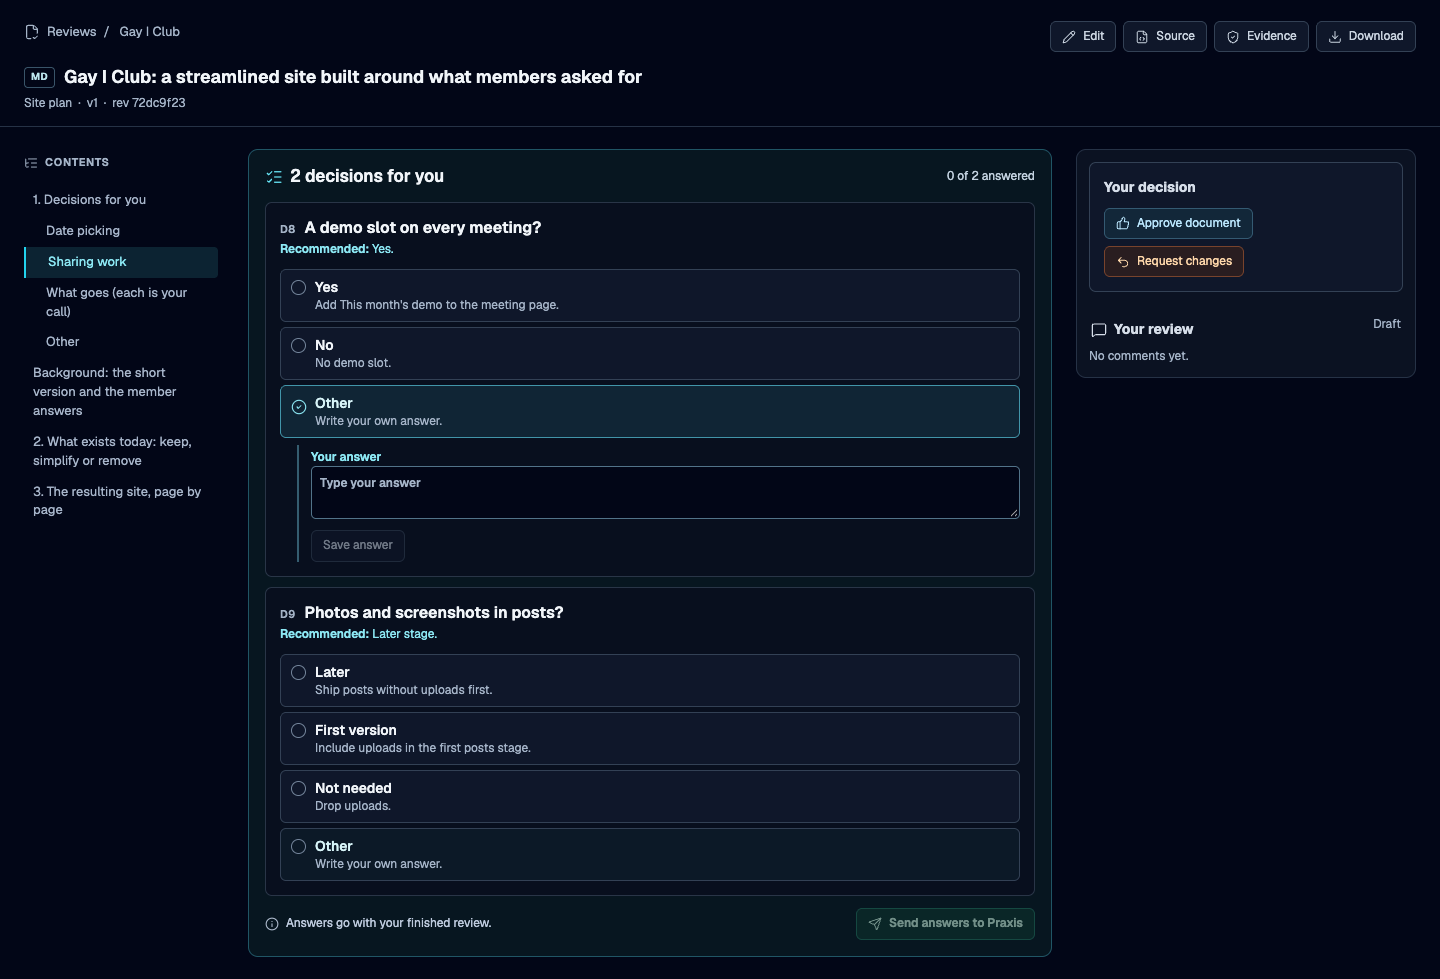 Reviews / Gay I Club
Edit
Source
Evidence
Download
MD Gay I Club: a streamlined site built around what members asked for
Site plan · v1 · rev 72dc9f23
CONTENTS
1. Decisions for you
Date picking
Sharing work
What goes (each is your
call)
Other
Background: the short
version and the member
answers
2. What exists today: keep,
simplify or remove
3. The resulting site, page by
page
2 decisions for you
0 of 2 answered
D8 A demo slot on every meeting?
Recommended: Yes.
Yes
Add This month's demo to the meeting page.
No
No demo slot.
Other
Write your own answer.
Your answer
Type your answer
Save answer
D9 Photos and screenshots in posts?
Recommended: Later stage.
Later
Ship posts without uploads first.
First version
Include uploads in the first posts stage.
Not needed
Drop uploads.
Other
Write your own answer.
Answers go with your finished review.
Send answers to Praxis
Your decision
Approve document
Request changes
Your review
Draft
No comments yet.